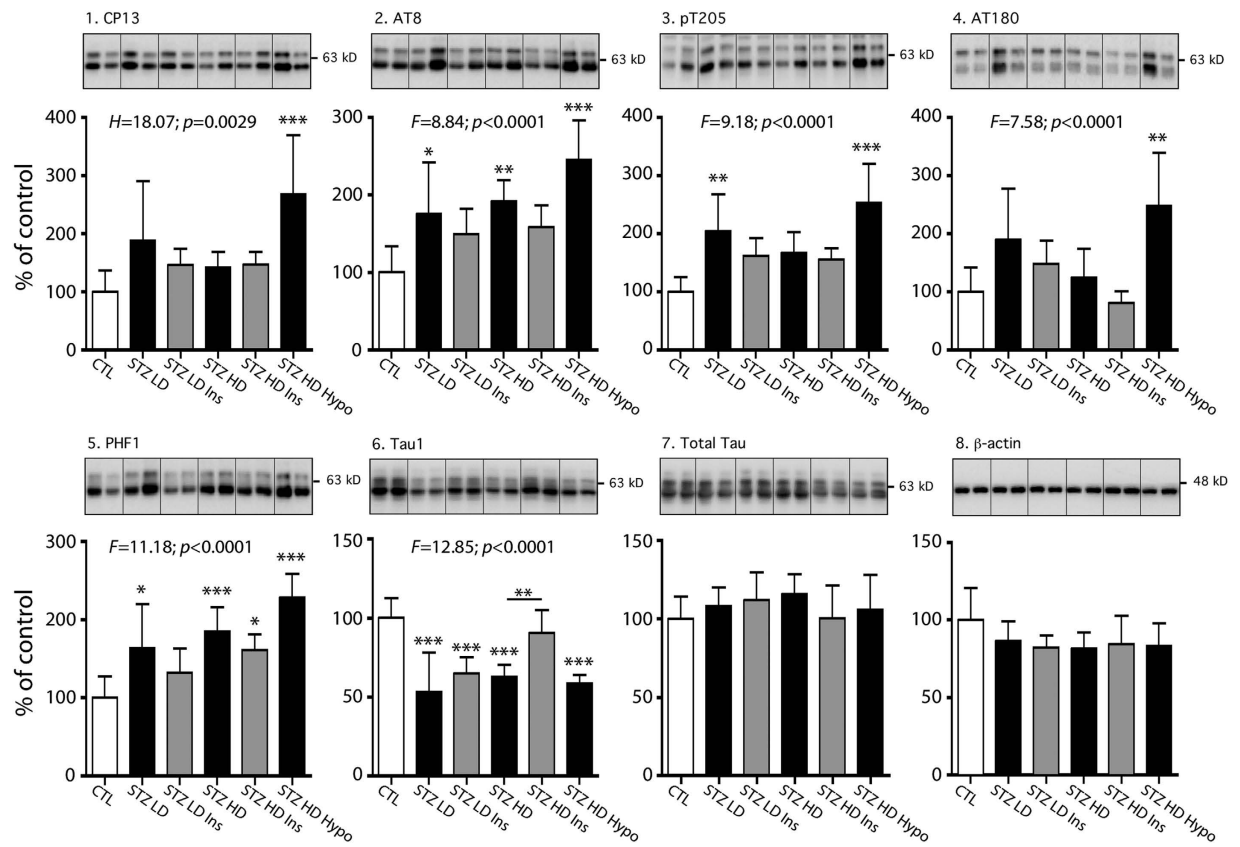 1. CP13
63 kD
H=18.07; p=0.0029
***
% of control
400
300
200
100
0
CTL
STZ LD
STZ LD Ins
STZ HD
STZ HD Ins
STZ HD Hypo
2. AT8
63 kD
F=8.84; p<0.0001
*
**
***
300
200
100
0
CTL
STZ LD
STZ LD Ins
STZ HD
STZ HD Ins
STZ HD Hypo
3. pT205
63 kD
F=9.18; p<0.0001
**
***
400
300
200
100
0
CTL
STZ LD
STZ LD Ins
STZ HD
STZ HD Ins
STZ HD Hypo
4. AT180
63 kD
F=7.58; p<0.0001
**
400
300
200
100
0
CTL
STZ LD
STZ LD Ins
STZ HD
STZ HD Ins
STZ HD Hypo
5. PHF1
63 kD
F=11.18; p<0.0001
*
***
*
***
% of control
300
200
100
0
CTL
STZ LD
STZ LD Ins
STZ HD
STZ HD Ins
STZ HD Hypo
6. Tau1
63 kD
F=12.85; p<0.0001
**
***
***
***
***
150
100
50
0
CTL
STZ LD
STZ LD Ins
STZ HD
STZ HD Ins
STZ HD Hypo
7. Total Tau
63 kD
150
100
50
0
CTL
STZ LD
STZ LD Ins
STZ HD
STZ HD Ins
STZ HD Hypo
8. β-actin
48 kD
150
100
50
0
CTL
STZ LD
STZ LD Ins
STZ HD
STZ HD Ins
STZ HD Hypo